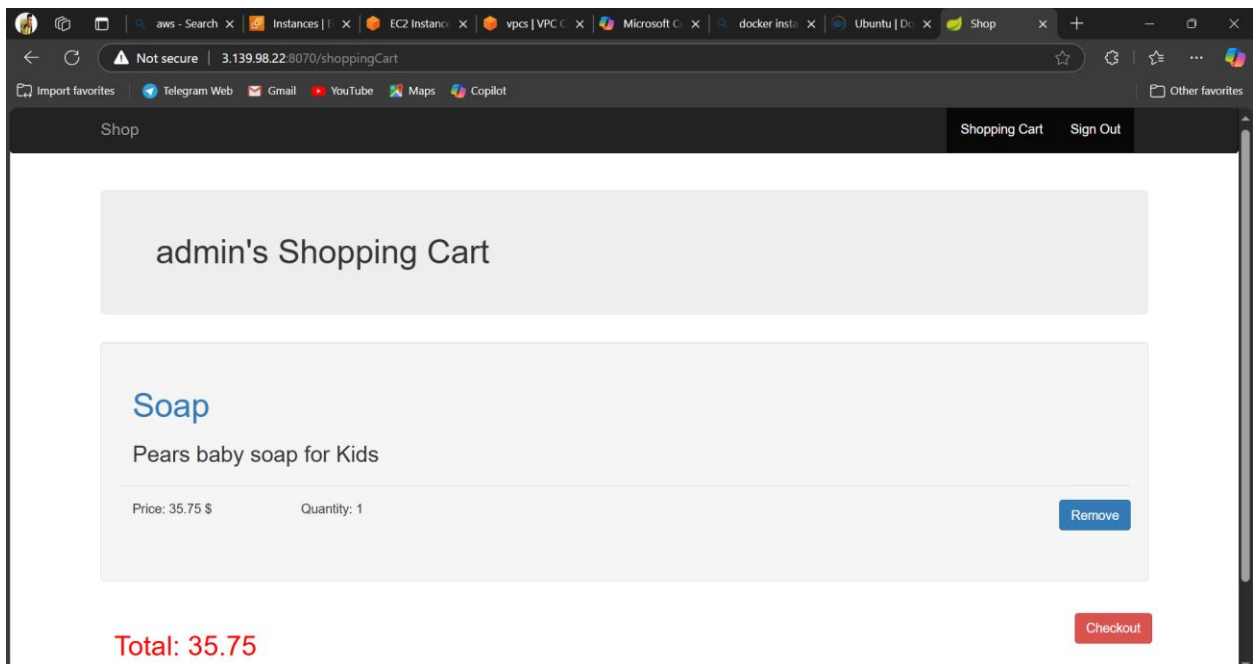 aws - Search
Instances | E
EC2 Instance
vpcs | VPC C
Microsoft C
docker insta
Ubuntu | Do
Shop
Not secure
3.139.98.22:8070/shoppingCart
Import favorites
Telegram Web
Gmail
YouTube
Maps
Copilot
Other favorites
Shop
Shopping Cart
Sign Out
admin's Shopping Cart
Soap
Pears baby soap for Kids
Price: 35.75 $
Quantity: 1
Remove
Total: 35.75
Checkout